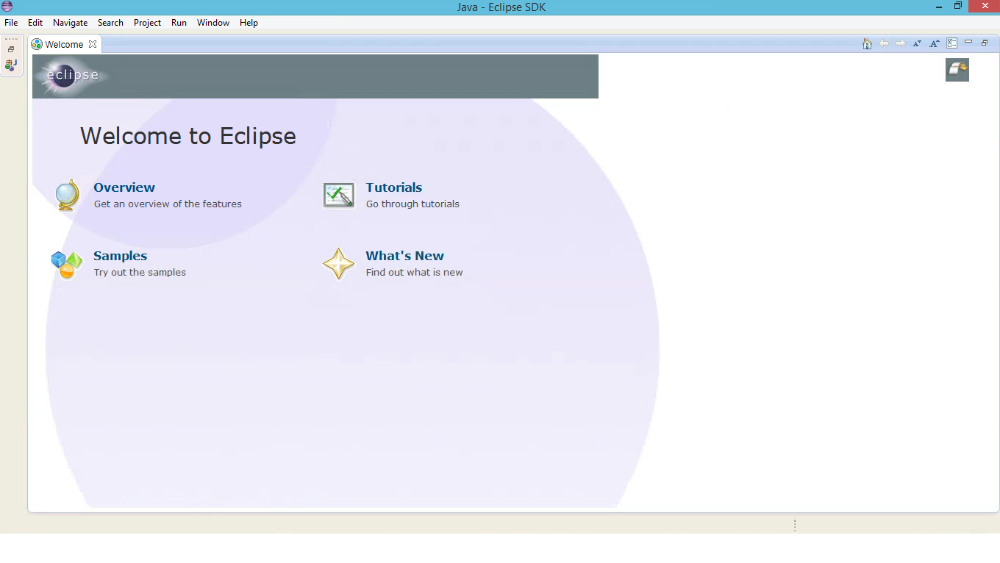 Java - Eclipse SDK
File Edit Navigate Search Project Run Window Help
Welcome
eclipse
Welcome to Eclipse
Overview
Get an overview of the features
Tutorials
Go through tutorials
Samples
Try out the samples
What's New
Find out what is new